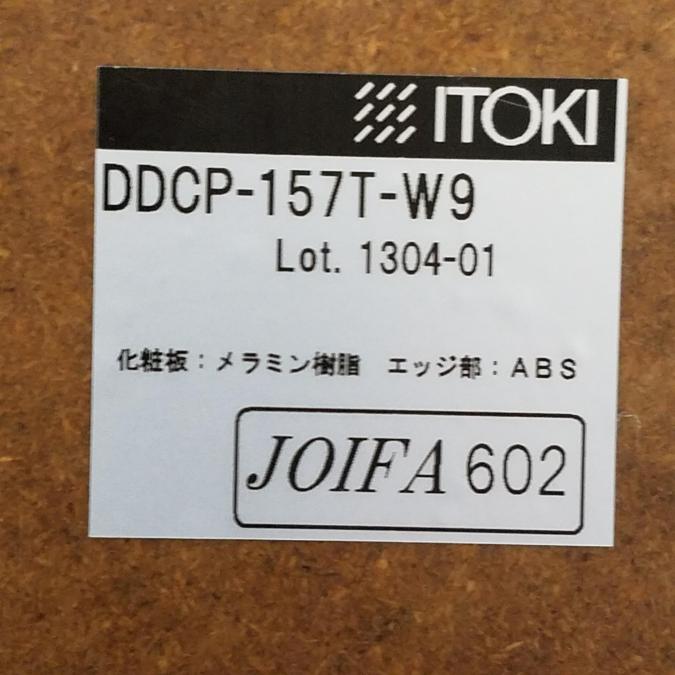 ITOKI
DDCP-157T-W9
Lot. 1304-01
化粧板：メラミン樹脂　エッジ部：ＡＢＳ
JOIFA 602